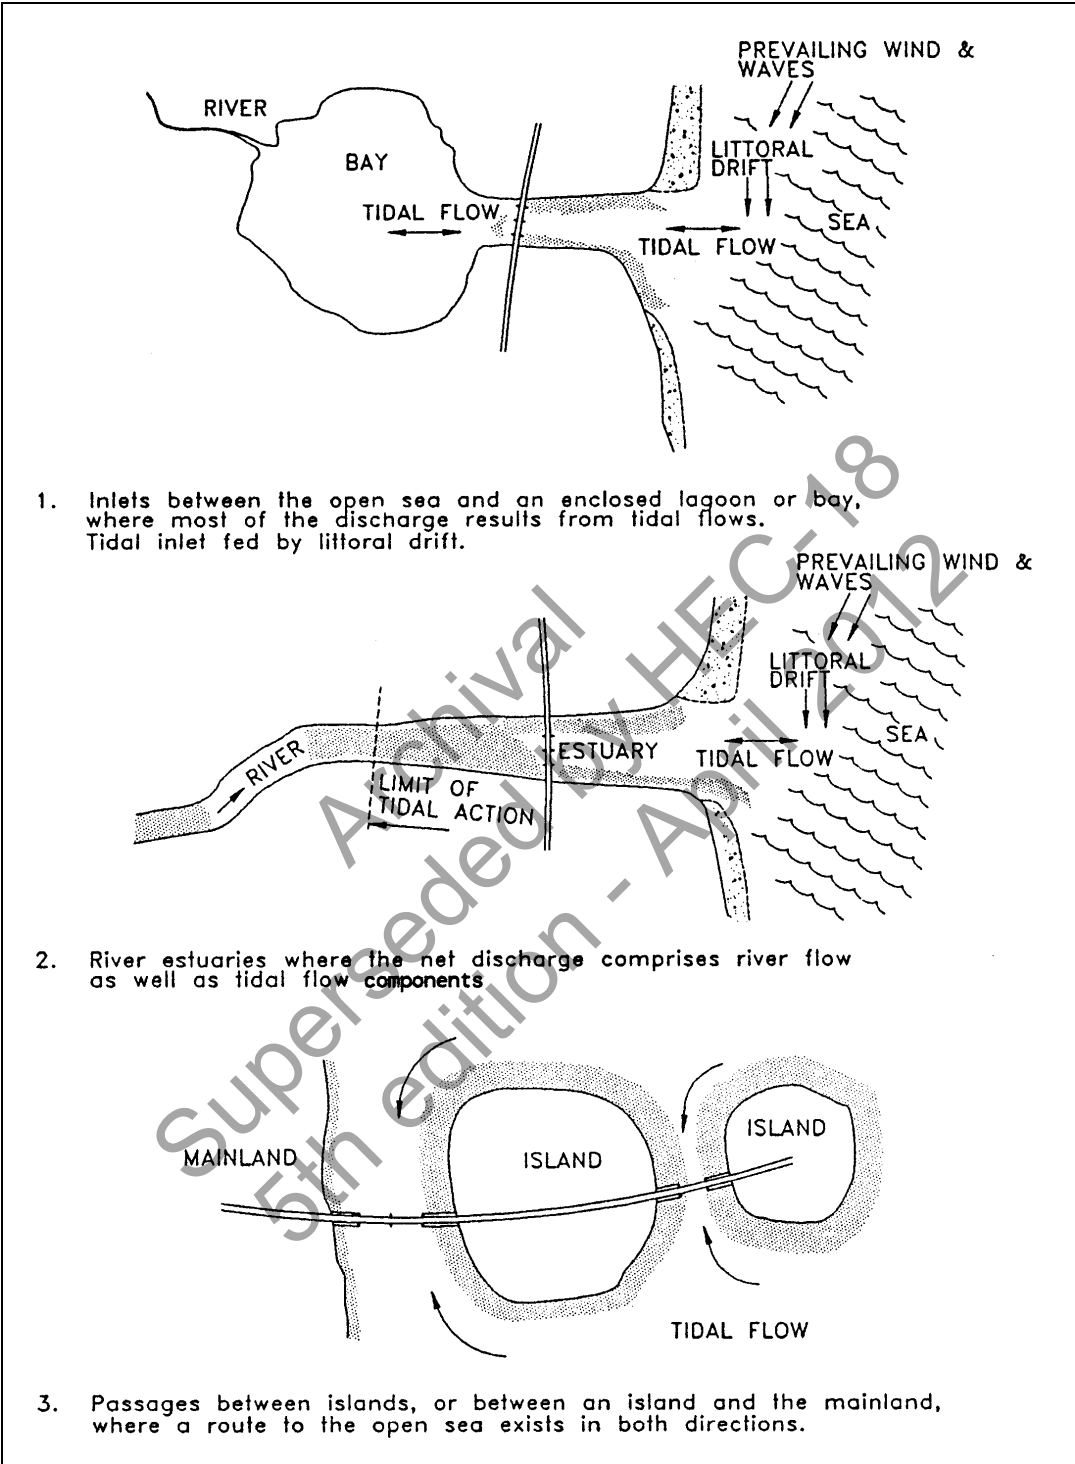 PREVAILING WIND &
WAVES
RIVER
LITTORAL
DRIFT
BAY
TIDAL FLOW
SEA
TIDAL FLOW
1. Inlets between the open sea and an enclosed lagoon or bay,
where most of the discharge results from tidal flows.
Tidal inlet fed by littoral drift.
PREVAILING WIND &
WAVES
LITTORAL
DRIFT
SEA
ESTUARY
TIDAL FLOW
RIVER
LIMIT OF
TIDAL ACTION
2. River estuaries where the net discharge comprises river flow
as well as tidal flow components
ISLAND
MAINLAND
ISLAND
TIDAL FLOW
3. Passages between islands, or between an island and the mainland,
where a route to the open sea exists in both directions.
Archival
Superseded by HEC-18
5th edition - April 2012